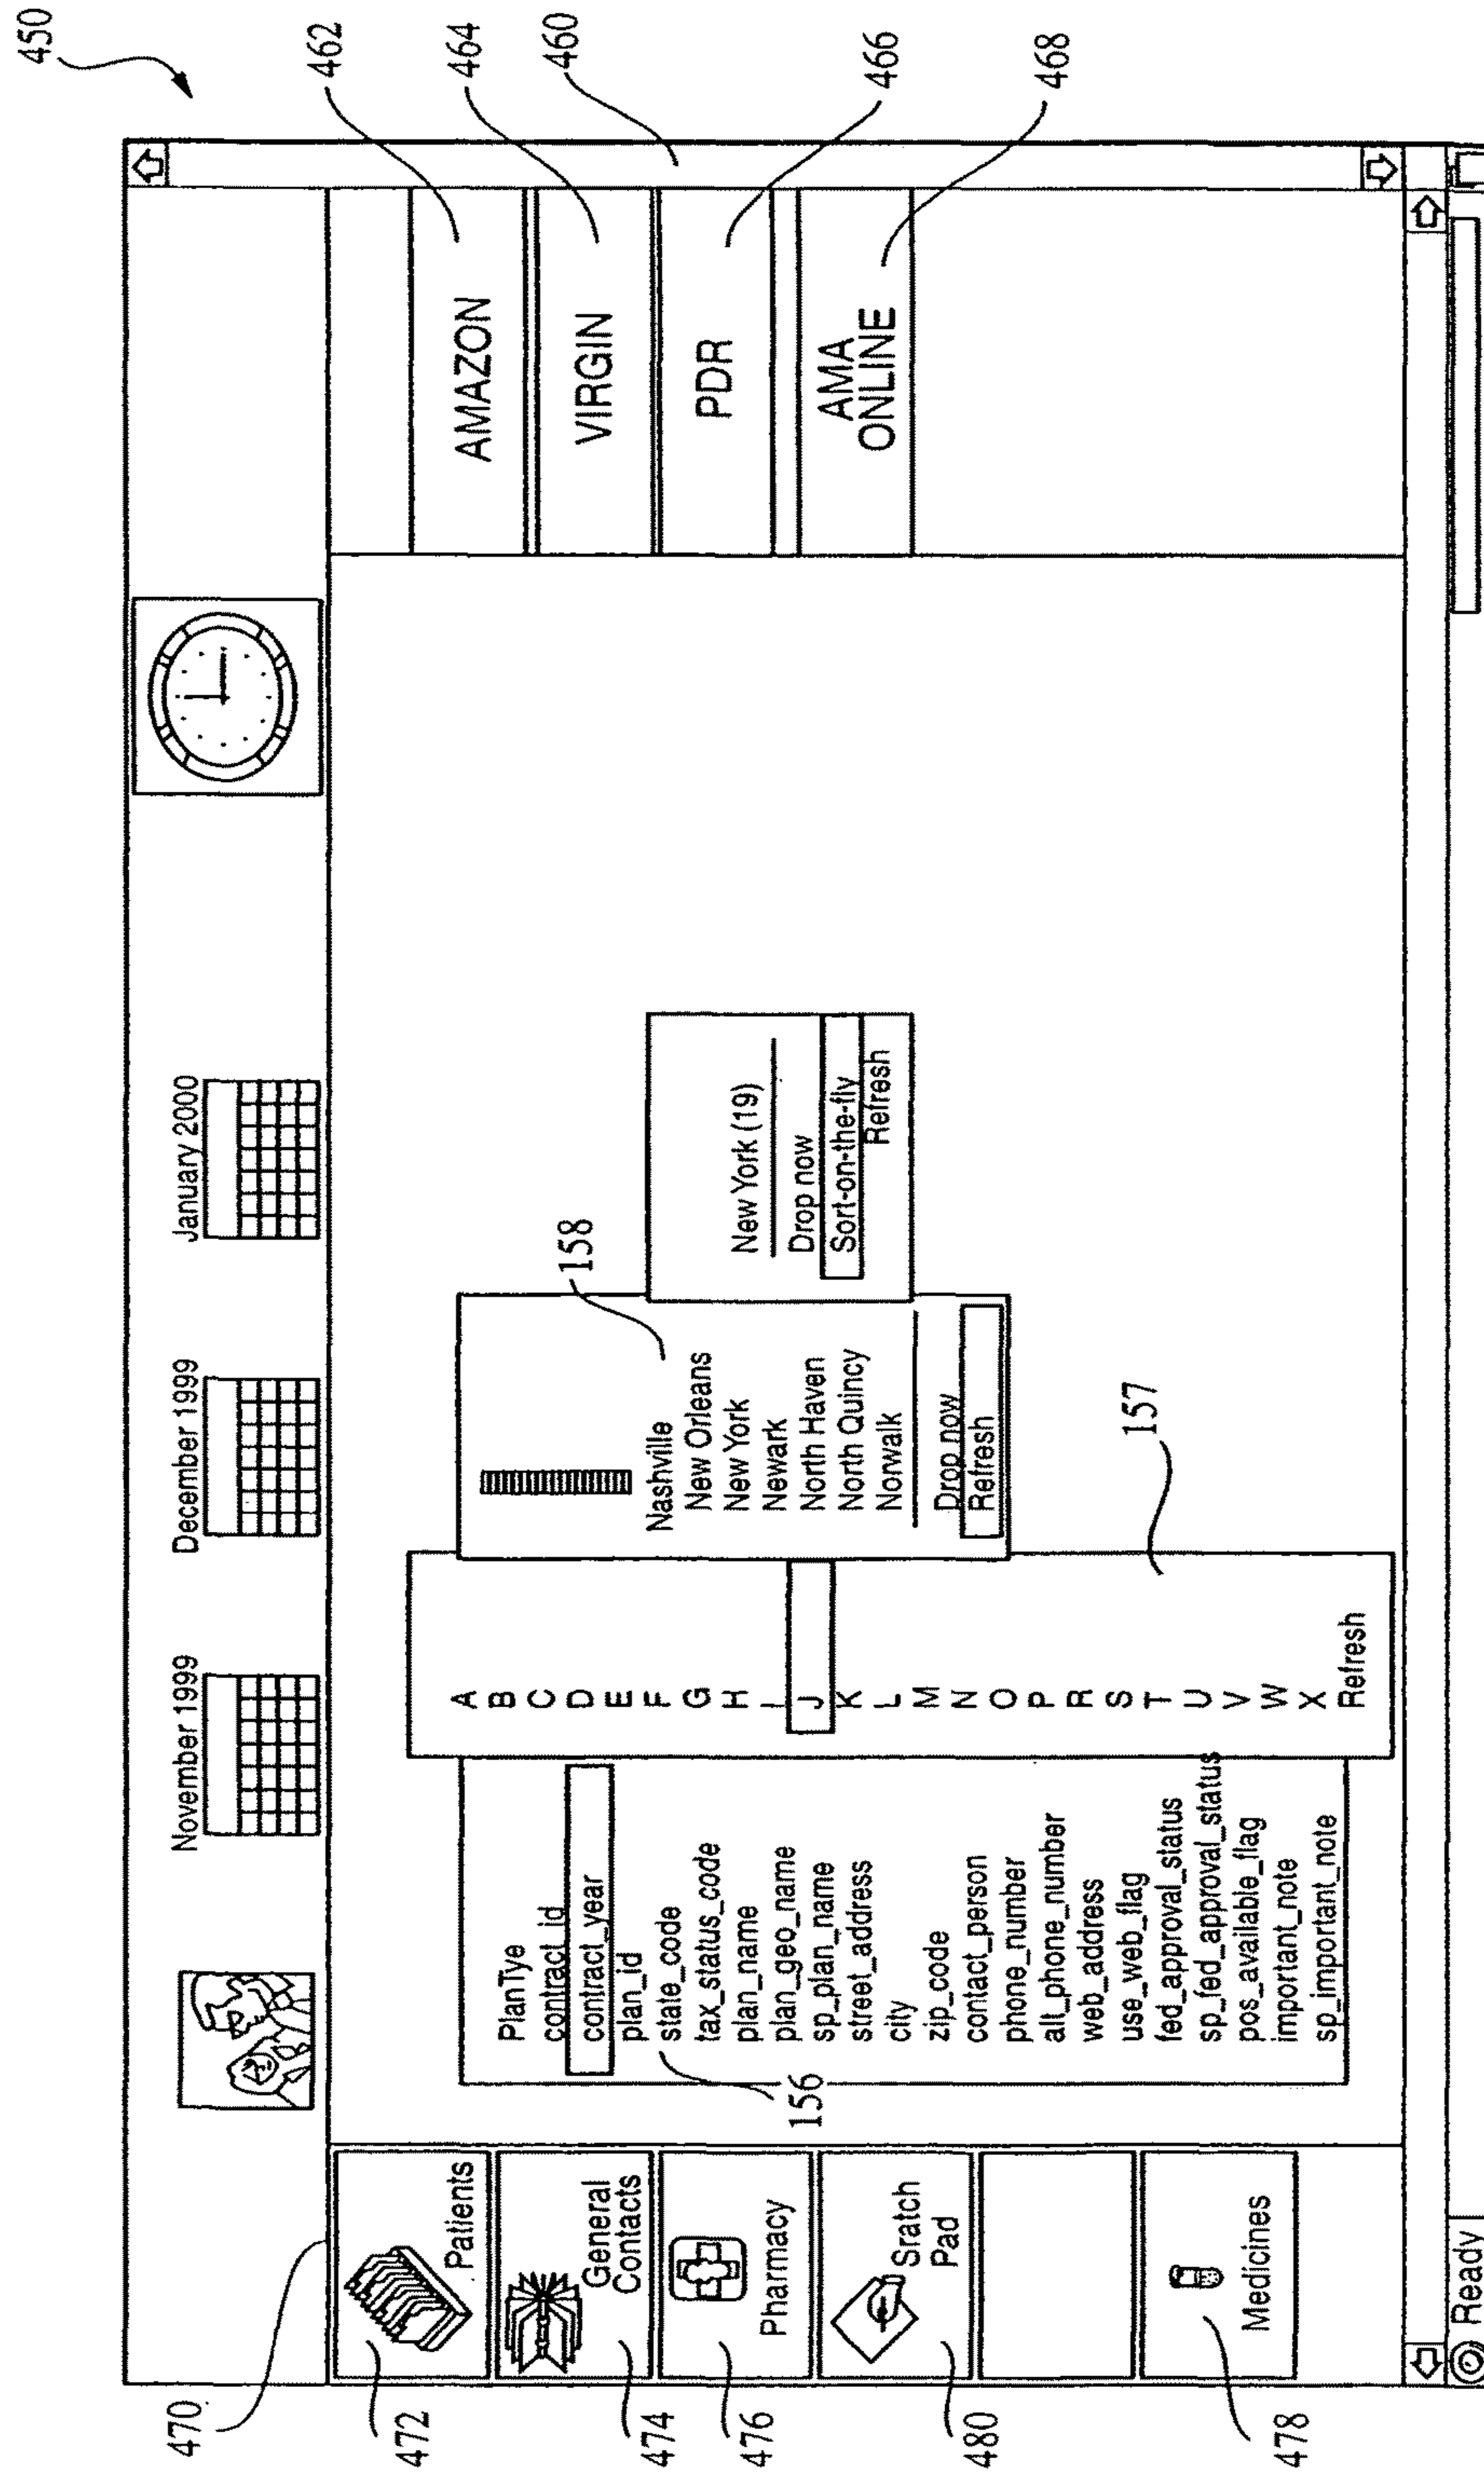 450
November 1999
December 1999
January 2000
470
472
Patients
474
General
Contacts
476
Pharmacy
480
Sratch
Pad
478
Medicines
PlanTye
contract_id
contract_year
plan_id
state_code
tax_status_code
plan_name
plan_geo_name
sp_plan_name
street_address
city
zip_code
contact_person
phone_number
alt_phone_number
web_address
use_web_flag
fed_approval_status
sp_fed_approval_status
pos_available_flag
important_note
sp_important_note
156
A
B
C
D
E
F
G
H
I
J
K
L
M
N
O
P
R
S
T
U
V
W
X
Refresh
157
158
Nashville
New Orleans
New York
Newark
North Haven
North Quincy
Norwalk
Drop now
Refresh
New York (19)
Drop now
Sort-on-the-fly
Refresh
AMAZON
462
VIRGIN
464
460
PDR
466
AMA
ONLINE
468
Ready